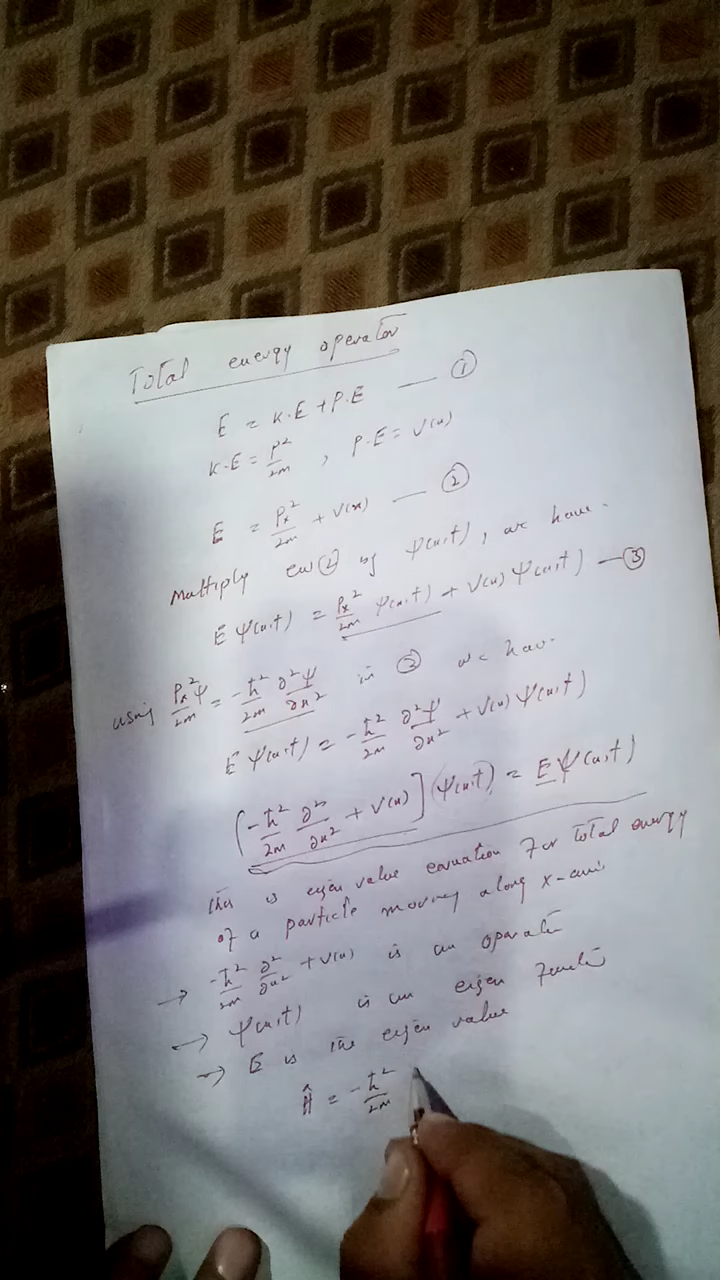 Total energy operator
E = K.E + P.E — ①
K.E = P²/2m , P.E = V(x)
E = Px²/2m + V(x) — ②
Multiply eq ② by Ψ(x,t), we have.
E Ψ(x,t) = Px²/2m Ψ(x,t) + V(x) Ψ(x,t) — ③
using Px²/2m Ψ = -ℏ²/2m ∂²Ψ/∂x² in ② we hav.
E Ψ(x,t) = -ℏ²/2m ∂²Ψ/∂x² + V(x) Ψ(x,t)
[-ℏ²/2m ∂²/∂x² + V(x)] Ψ(x,t) = E Ψ(x,t)
This is eigen value equation for total energy
of a particle moving along x-axis
→ -ℏ²/2m ∂²/∂x² + V(x) is an operator
→ Ψ(x,t) is an eigen function
→ E is the eigen value
Ĥ = -ℏ²/2m